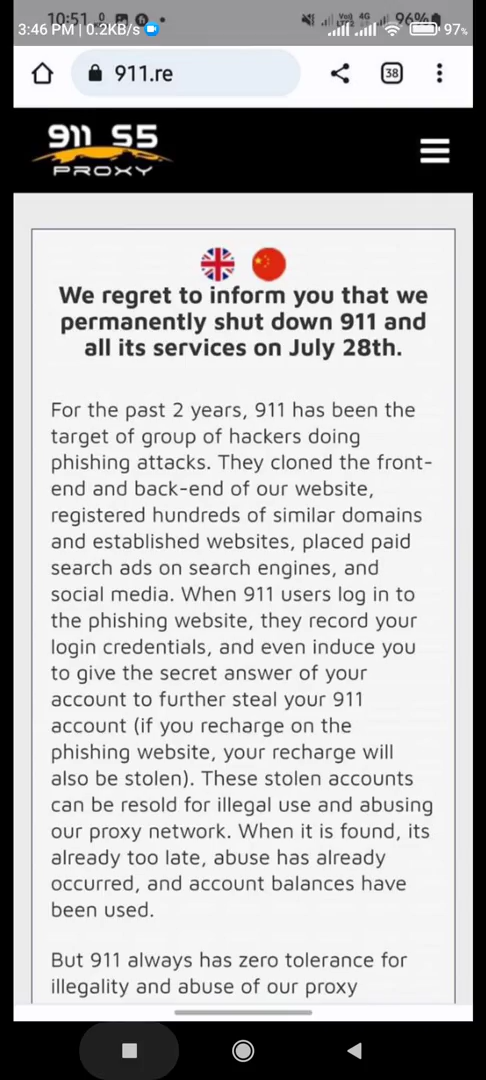 10:51
96%
3:46 PM | 0.2KB/s
4G
97%
911.re
38
911 S5
PROXY
We regret to inform you that we
permanently shut down 911 and
all its services on July 28th.
For the past 2 years, 911 has been the
target of group of hackers doing
phishing attacks. They cloned the front-
end and back-end of our website,
registered hundreds of similar domains
and established websites, placed paid
search ads on search engines, and
social media. When 911 users log in to
the phishing website, they record your
login credentials, and even induce you
to give the secret answer of your
account to further steal your 911
account (if you recharge on the
phishing website, your recharge will
also be stolen). These stolen accounts
can be resold for illegal use and abusing
our proxy network. When it is found, its
already too late, abuse has already
occurred, and account balances have
been used.
But 911 always has zero tolerance for
illegality and abuse of our proxy